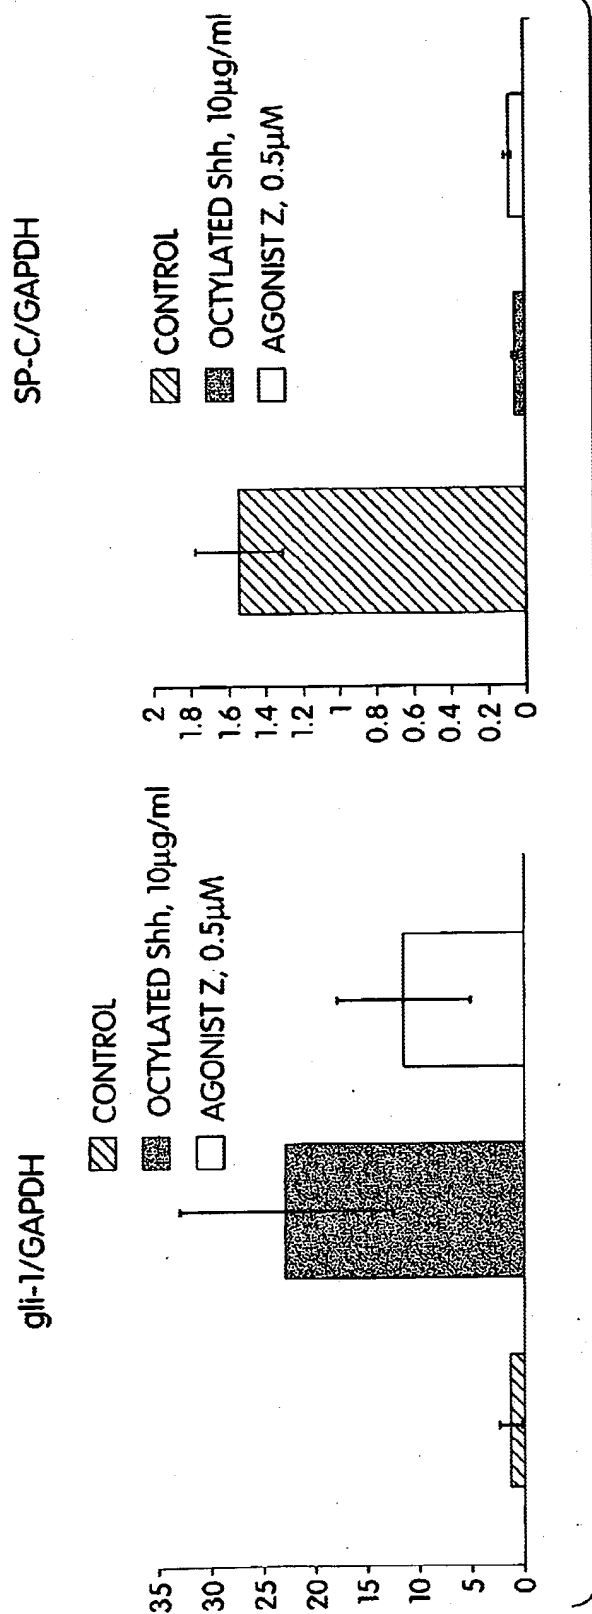 gli-1/GAPDH
CONTROL
OCTYLATED Shh, 10µg/ml
AGONIST Z, 0.5µM
35
30
25
20
15
10
5
0
SP-C/GAPDH
CONTROL
OCTYLATED Shh, 10µg/ml
AGONIST Z, 0.5µM
2
1.8
1.6
1.4
1.2
1
0.8
0.6
0.4
0.2
0